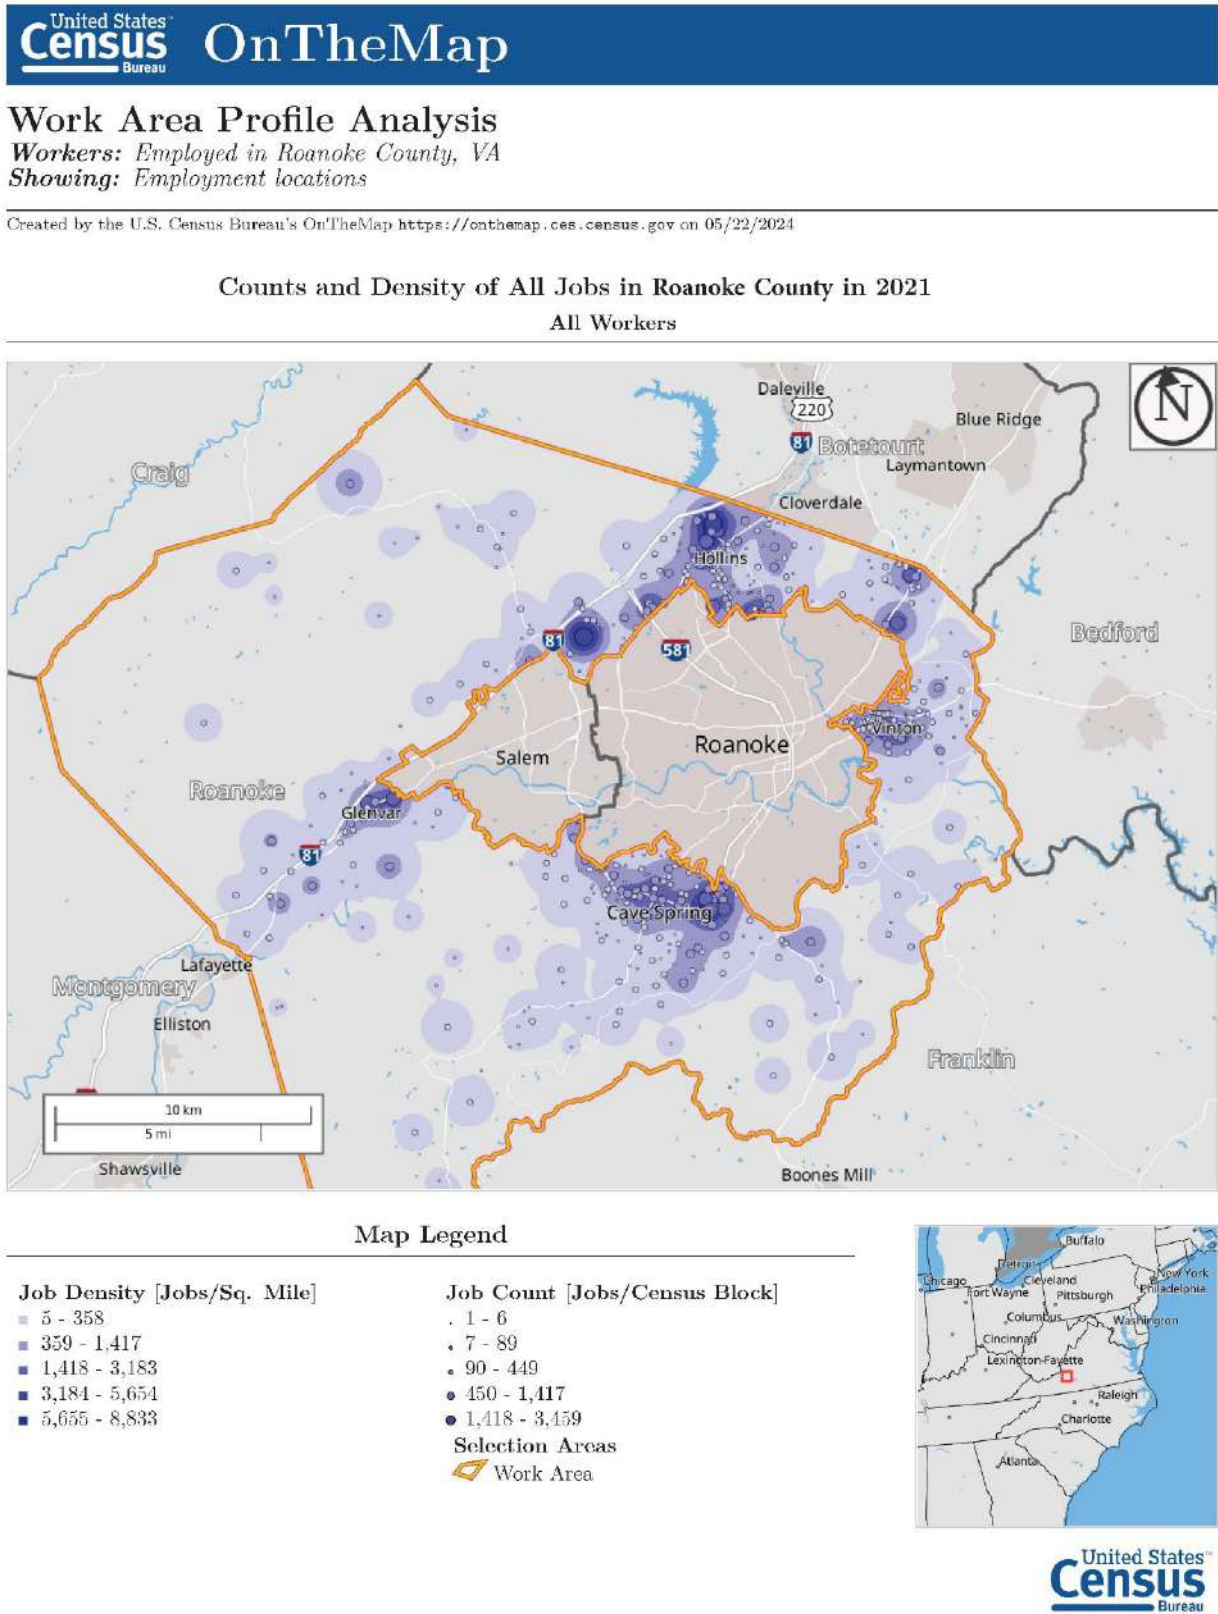 United States™
Census
Bureau
OnTheMap
Work Area Profile Analysis
Workers: Employed in Roanoke County, VA
Showing: Employment locations
Created by the U.S. Census Bureau's OnTheMap https://onthemap.ces.census.gov on 05/22/2024
Counts and Density of All Jobs in Roanoke County in 2021
All Workers
Daleville
220
N
Blue Ridge
81
Botetourt
Craig
Laymantown
Cloverdale
Hollins
Bedford
81
581
Vinton
Roanoke
Salem
Roanoke
Glenvar
81
Cave Spring
Lafayette
Montgomery
Elliston
Franklin
10 km
5 mi
Shawsville
Boones Mill
Map Legend
Job Density [Jobs/Sq. Mile]
5 - 358
359 - 1,417
1,418 - 3,183
3,184 - 5,654
5,655 - 8,833
Job Count [Jobs/Census Block]
1 - 6
7 - 89
90 - 449
450 - 1,417
1,418 - 3,459
Selection Areas
Work Area
Buffalo
Detroit
Chicago
Cleveland
New York
Fort Wayne
Pittsburgh
Philadelphia
Columbus
Washington
Cincinnati
Lexington-Fayette
Raleigh
Charlotte
Atlanta
United States™
Census
Bureau